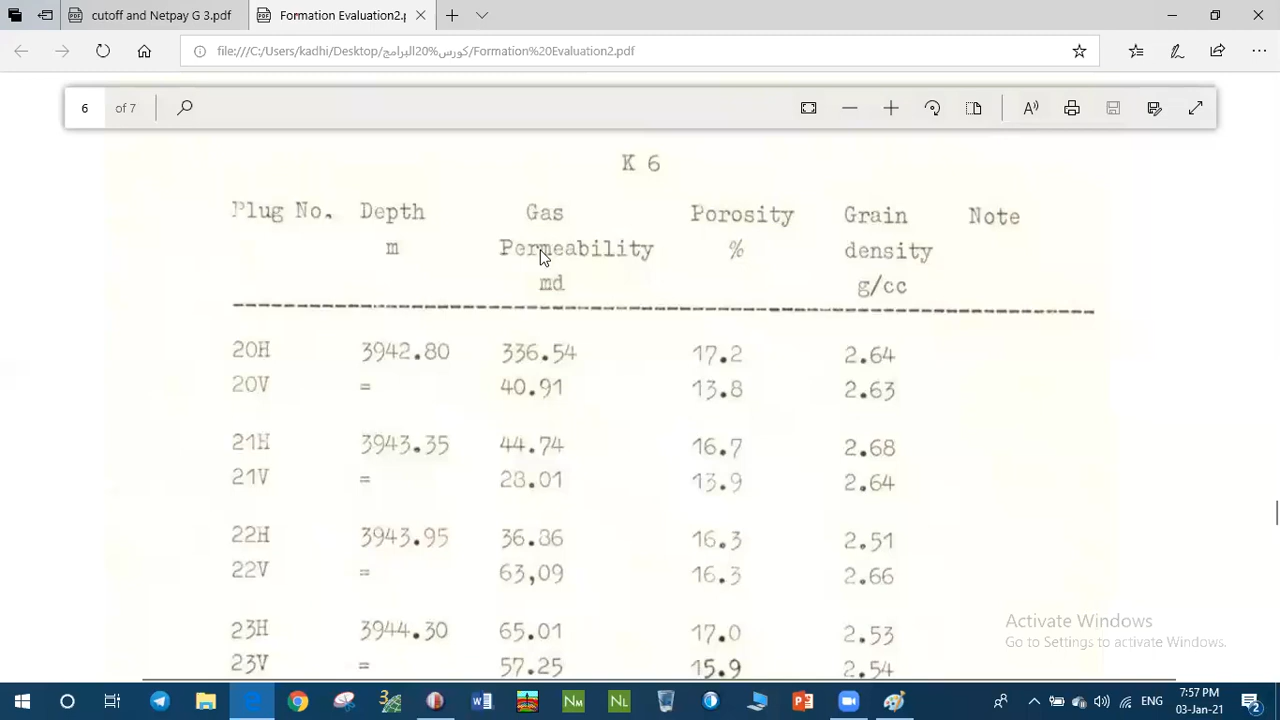 cutoff and Netpay G 3.pdf
Formation Evaluation2.p
file:///C:/Users/kadhi/Desktop/كورس%20البرامج/Formation%20Evaluation2.pdf
6 of 7
K 6
Plug No. Depth Gas Porosity Grain Note
m Permeability % density
md g/cc
20H 3942.80 336.54 17.2 2.64
20V = 40.91 13.8 2.63
21H 3943.35 44.74 16.7 2.68
21V = 28.01 13.9 2.64
22H 3943.95 36.86 16.3 2.51
22V = 63,09 16.3 2.66
23H 3944.30 65.01 17.0 2.53
23V = 57.25 15.9 2.54
Activate Windows
Go to Settings to activate Windows.
ENG
7:57 PM
03-Jan-21
2